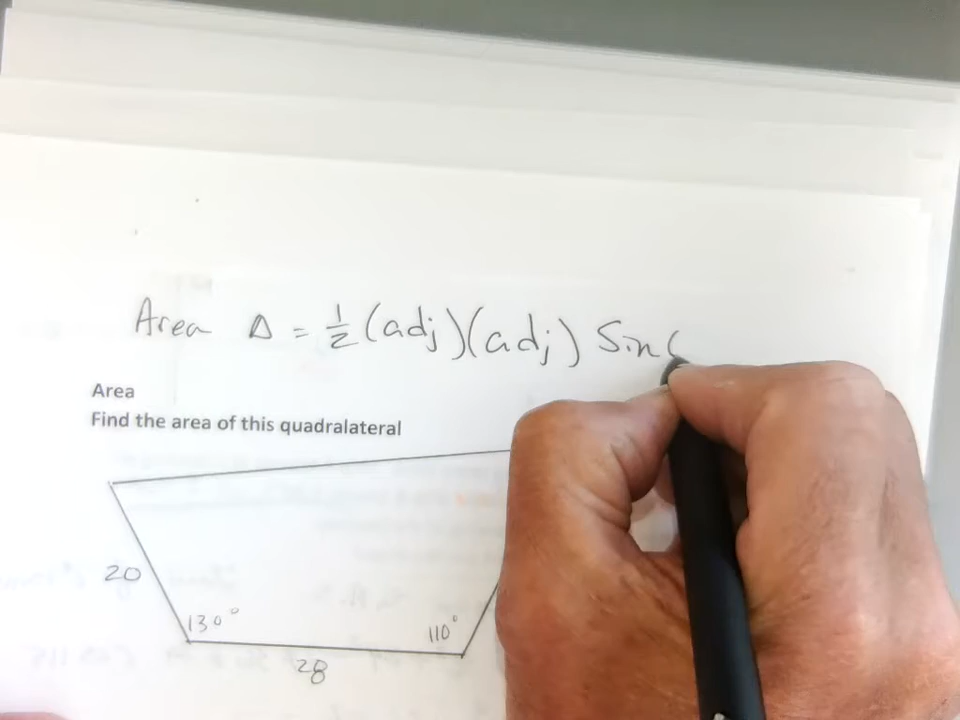 Area Δ = 1/2 (adj)(adj) Sin(
Area
Find the area of this quadralateral
20
130°
110°
28